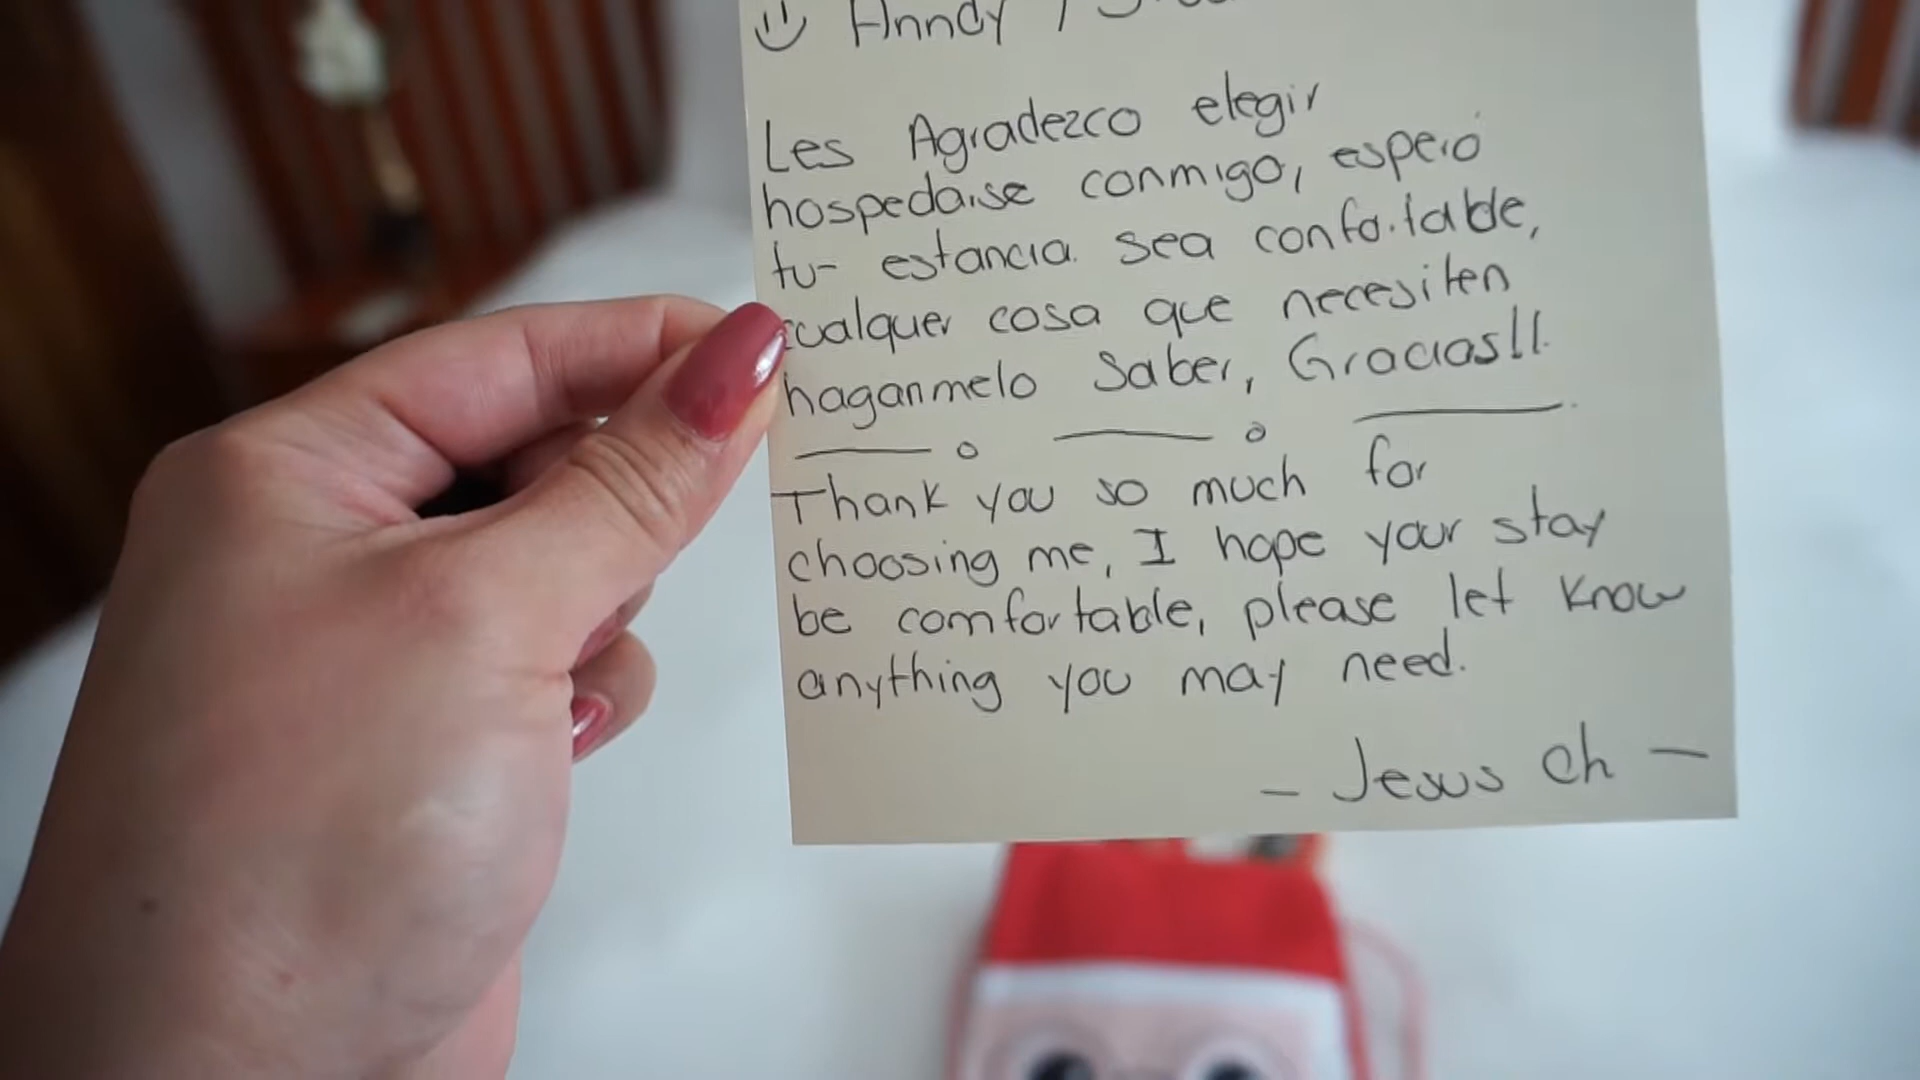 Anndy /
Les Agradezco elegir
hospedarse conmigo, espero
tu estancia sea confortable,
cualquer cosa que necesiten
haganmelo Saber, Gracias!!
Thank you so much for
choosing me, I hope your stay
be comfortable, please let know
anything you may need.
- Jesus Ch -